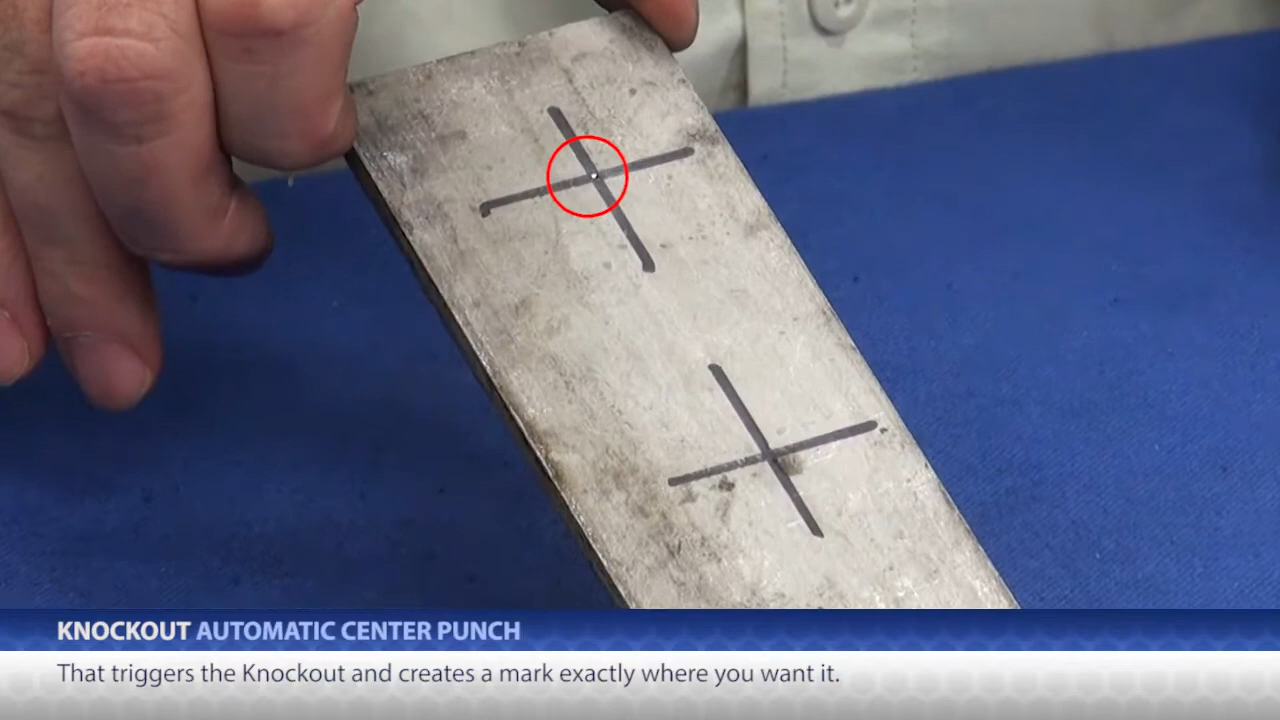 KNOCKOUT AUTOMATIC CENTER PUNCH
That triggers the Knockout and creates a mark exactly where you want it.